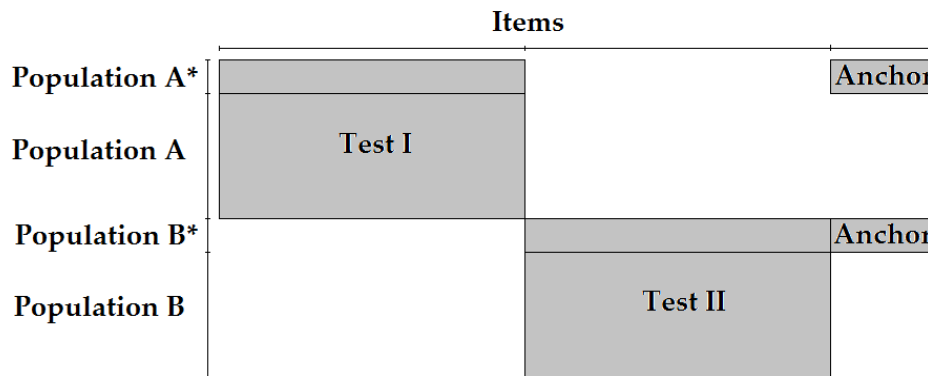 Items
Population A*
Anchor
Population A
Test I
Population B*
Anchor
Population B
Test II